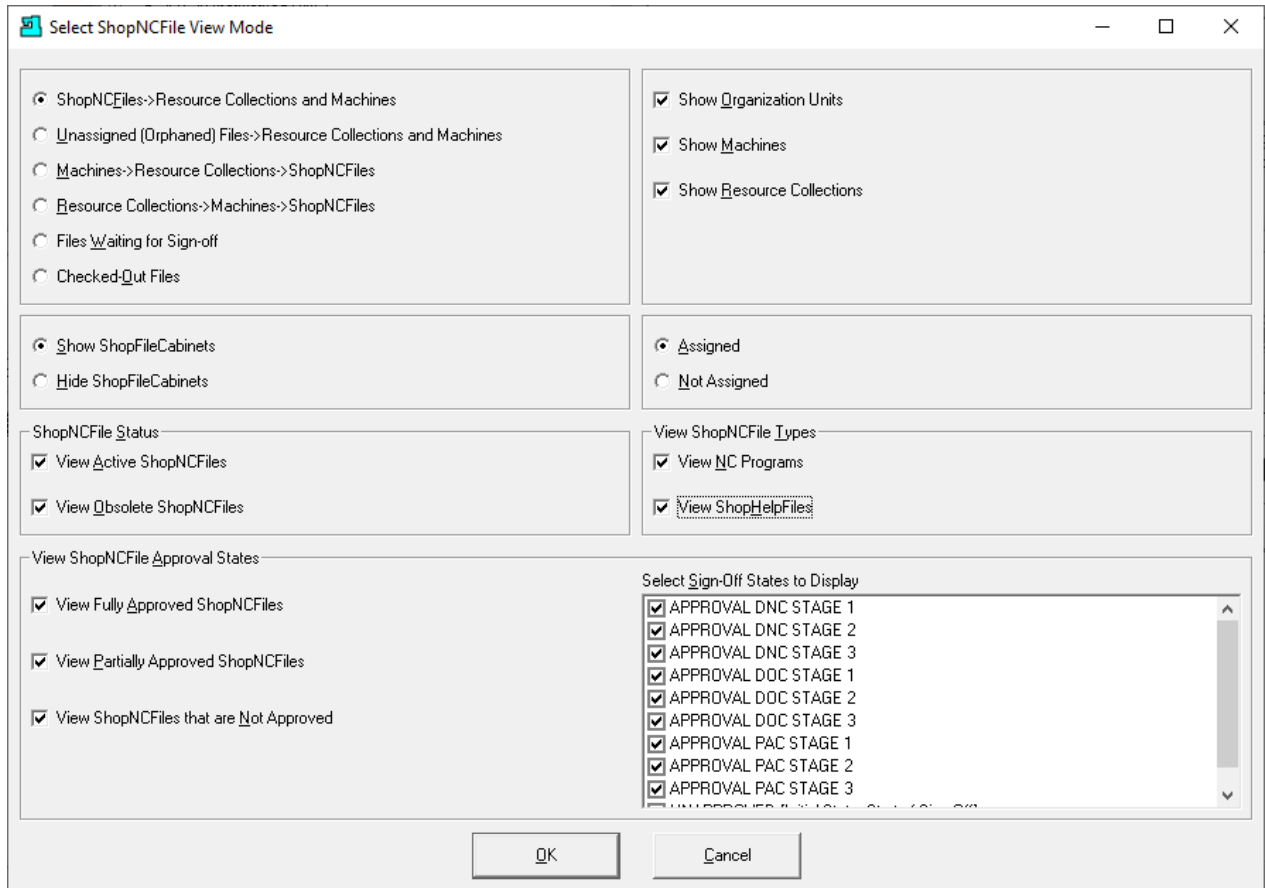 Select ShopNCFile View Mode
ShopNCFiles->Resource Collections and Machines
Unassigned (Orphaned) Files->Resource Collections and Machines
Machines->Resource Collections->ShopNCFiles
Resource Collections->Machines->ShopNCFiles
Files Waiting for Sign-off
Checked-Out Files
Show Organization Units
Show Machines
Show Resource Collections
Show ShopFileCabinets
Hide ShopFileCabinets
Assigned
Not Assigned
ShopNCFile Status
View Active ShopNCFiles
View Obsolete ShopNCFiles
View ShopNCFile Types
View NC Programs
View ShopHelpFiles
View ShopNCFile Approval States
View Fully Approved ShopNCFiles
View Partially Approved ShopNCFiles
View ShopNCFiles that are Not Approved
Select Sign-Off States to Display
APPROVAL DNC STAGE 1
APPROVAL DNC STAGE 2
APPROVAL DNC STAGE 3
APPROVAL DOC STAGE 1
APPROVAL DOC STAGE 2
APPROVAL DOC STAGE 3
APPROVAL PAC STAGE 1
APPROVAL PAC STAGE 2
APPROVAL PAC STAGE 3
OK
Cancel